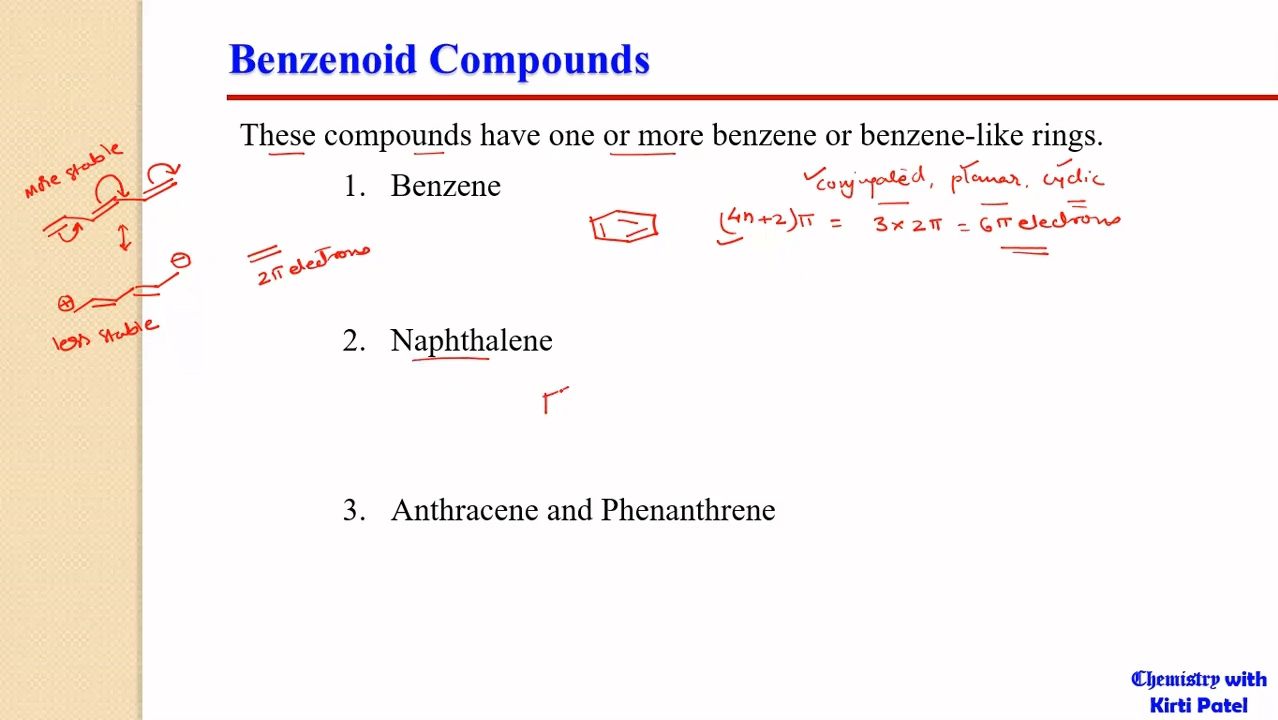 Benzenoid Compounds
These compounds have one or more benzene or benzene-like rings.
more stable
1. Benzene
conjugated, planar, cyclic
(4n+2)π = 3×2π = 6π electrons
2π electrons
⊕ ⊖
less stable
2. Naphthalene
3. Anthracene and Phenanthrene
Chemistry with
Kirti Patel